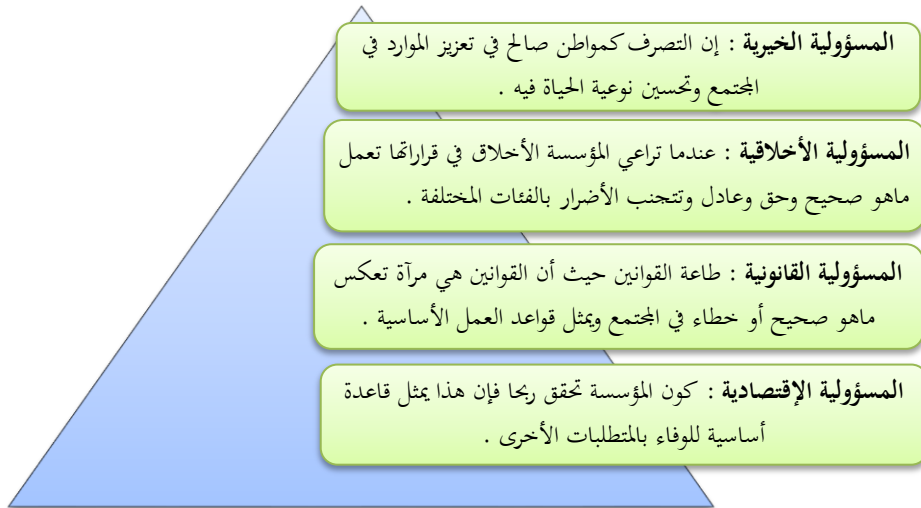 المسؤولية الخيرية : إن التصرف كمواطن صالح في تعزيز الموارد في
المجتمع وتحسين نوعية الحياة فيه .
المسؤولية الأخلاقية : عندما تراعي المؤسسة الأخلاق في قراراتها تعمل
ماهو صحيح وحق وعادل وتتجنب الأضرار بالفئات المختلفة .
المسؤولية القانونية : طاعة القوانين حيث أن القوانين هي مرآة تعكس
ماهو صحيح أو خطاء في المجتمع ويمثل قواعد العمل الأساسية .
المسؤولية الإقتصادية : كون المؤسسة تحقق ربحا فإن هذا يمثل قاعدة
أساسية للوفاء بالمتطلبات الأخرى .